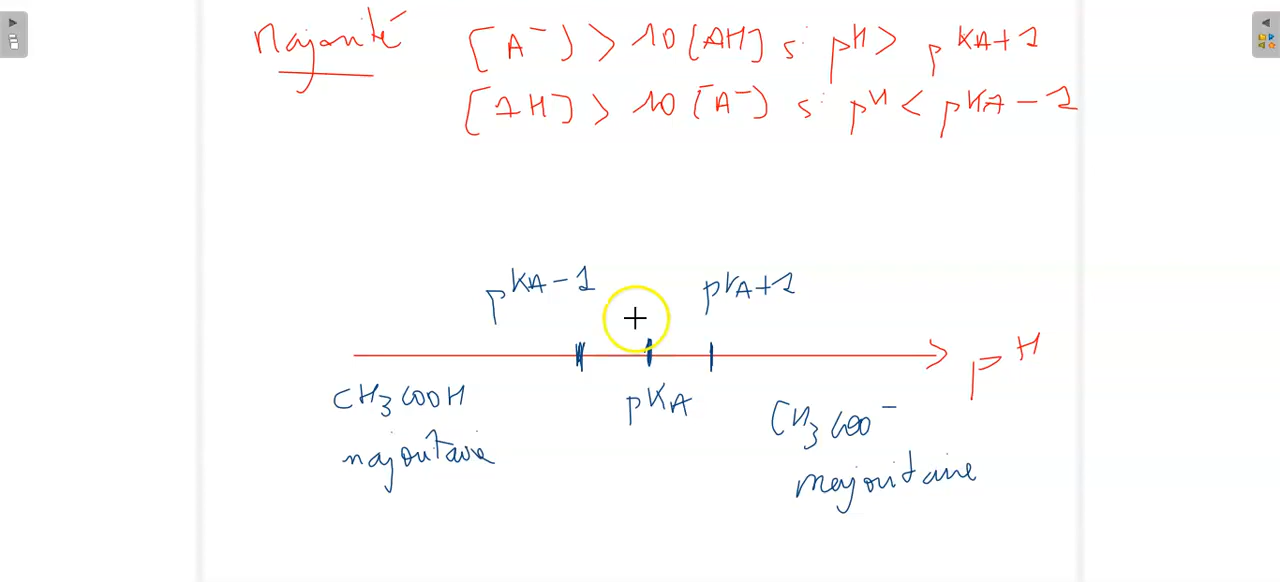 Majorité [A⁻] > 10 [AH] si pH > pKA+1
[AH] > 10 [A⁻] si pH < pKA-1
pKA-1 pKA+1
pH
CH3COOH pKA CH3COO⁻
majoritaire majoritaire